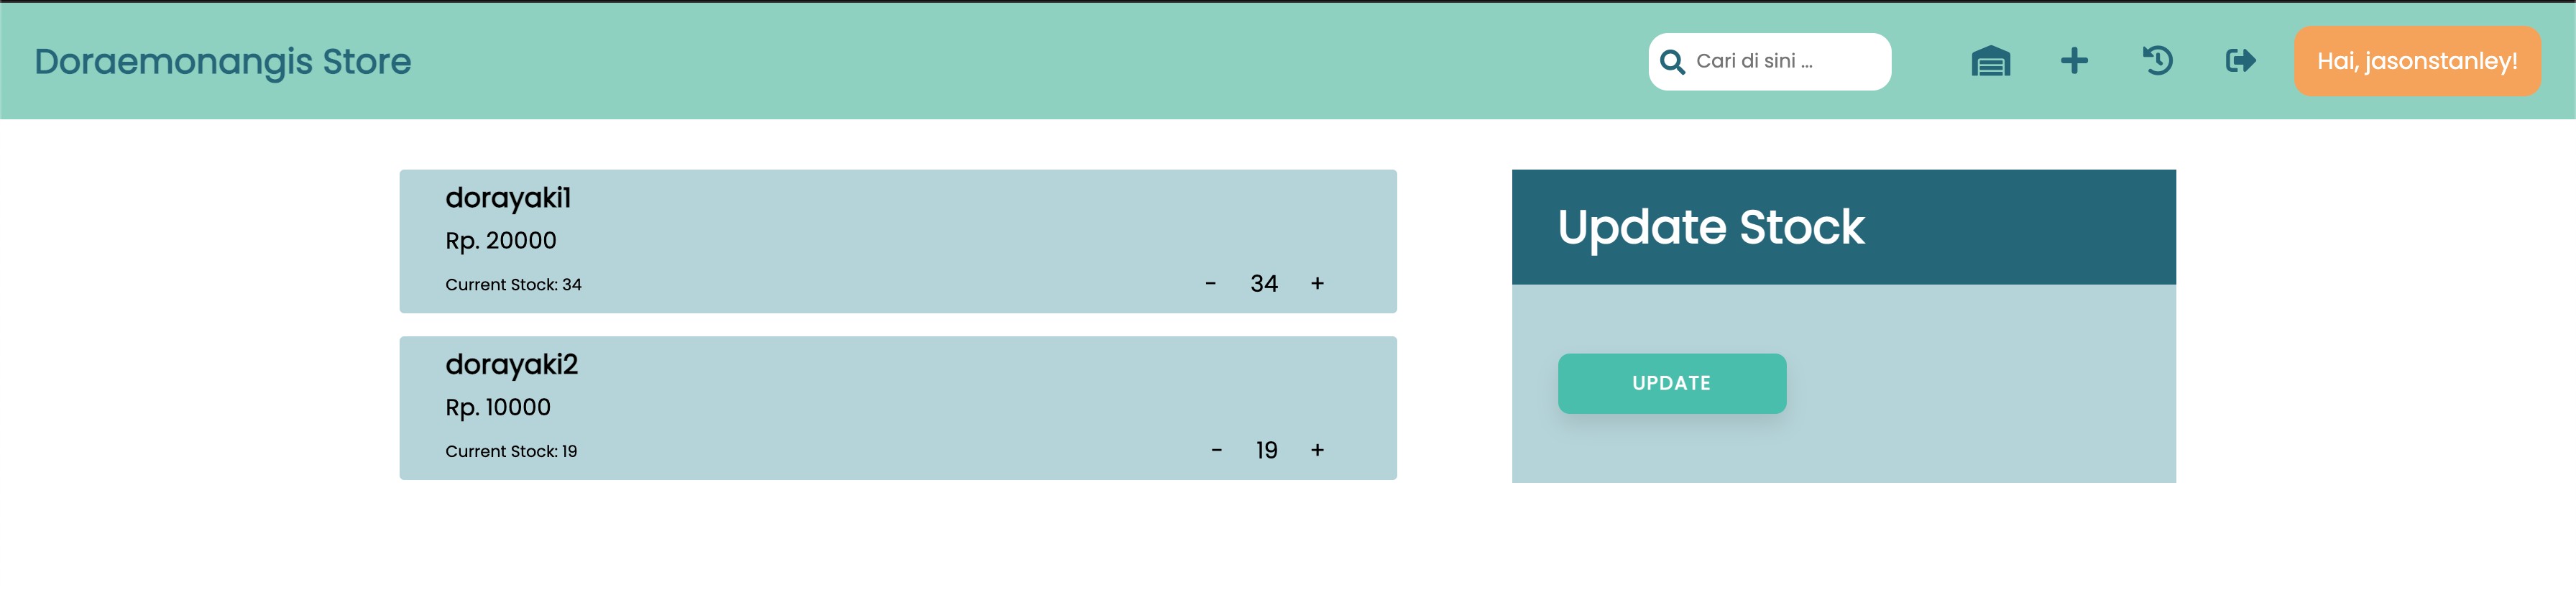 Doraemonangis Store
Cari di sini ...
Hai, jasonstanley!
dorayaki1
Rp. 20000
Current Stock: 34
- 34 +
dorayaki2
Rp. 10000
Current Stock: 19
- 19 +
Update Stock
UPDATE